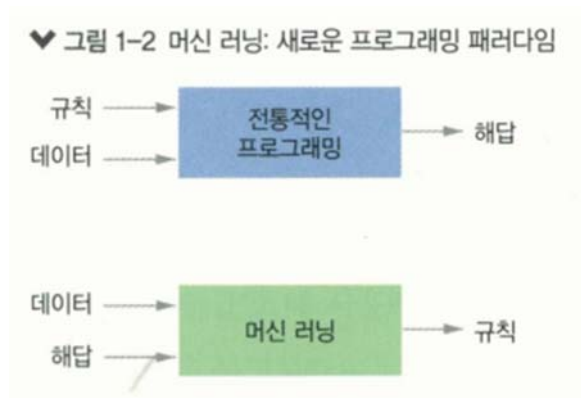 그림 1-2 머신 러닝: 새로운 프로그래밍 패러다임
규칙
데이터
전통적인
프로그래밍
해답
데이터
해답
머신 러닝
규칙